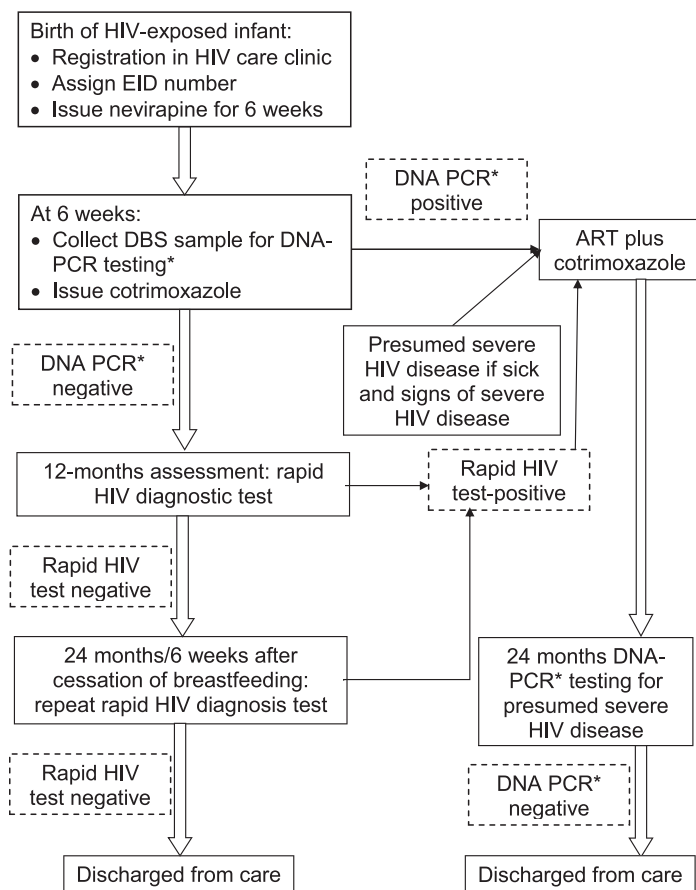 Birth of HIV-exposed infant:
• Registration in HIV care clinic
• Assign EID number
• Issue nevirapine for 6 weeks
DNA PCR*
positive
At 6 weeks:
• Collect DBS sample for DNA-
PCR testing*
• Issue cotrimoxazole
ART plus
cotrimoxazole
DNA PCR*
negative
Presumed severe
HIV disease if sick
and signs of severe
HIV disease
12-months assessment: rapid
HIV diagnostic test
Rapid HIV
test-positive
Rapid HIV
test negative
24 months/6 weeks after
cessation of breastfeeding:
repeat rapid HIV diagnosis test
24 months DNA-
PCR* testing for
presumed severe
HIV disease
Rapid HIV
test negative
DNA PCR*
negative
Discharged from care
Discharged from care